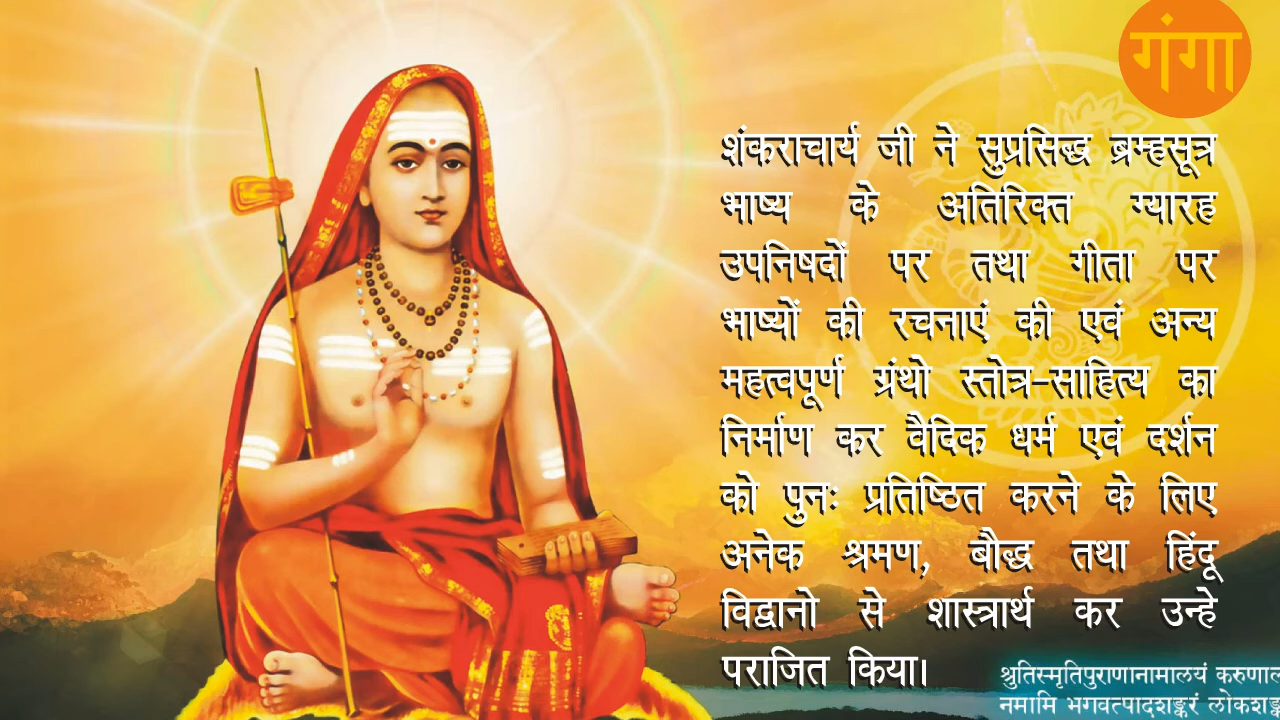 गंगा
शंकराचार्य जी ने सुप्रसिद्ध ब्रम्हसूत्र
भाष्य के अतिरिक्त ग्यारह
उपनिषदों पर तथा गीता पर
भाष्यों की रचनाएं की एवं अन्य
महत्वपूर्ण ग्रंथो स्तोत्र-साहित्य का
निर्माण कर वैदिक धर्म एवं दर्शन
को पुनः प्रतिष्ठित करने के लिए
अनेक श्रमण, बौद्ध तथा हिंदू
विद्वानो से शास्त्रार्थ कर उन्हे
पराजित किया।
श्रुतिस्मृतिपुराणानामालयं
नमामि भगवत्पादशङ्करं